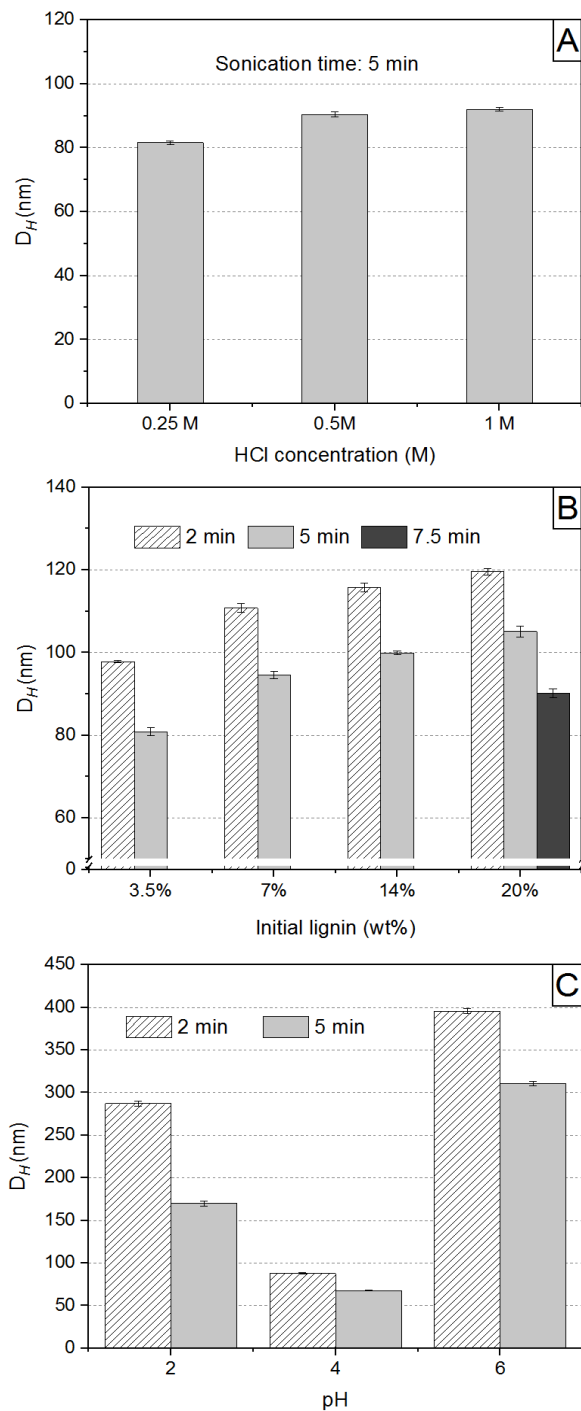 A
Sonication time: 5 min
120
100
80
60
40
20
0
D_H(nm)
0.25 M 0.5M 1 M
HCl concentration (M)
B
2 min 5 min 7.5 min
140
120
100
80
60
0
D_H(nm)
3.5% 7% 14% 20%
Initial lignin (wt%)
C
2 min 5 min
450
400
350
300
250
200
150
100
50
0
D_H(nm)
2 4 6
pH